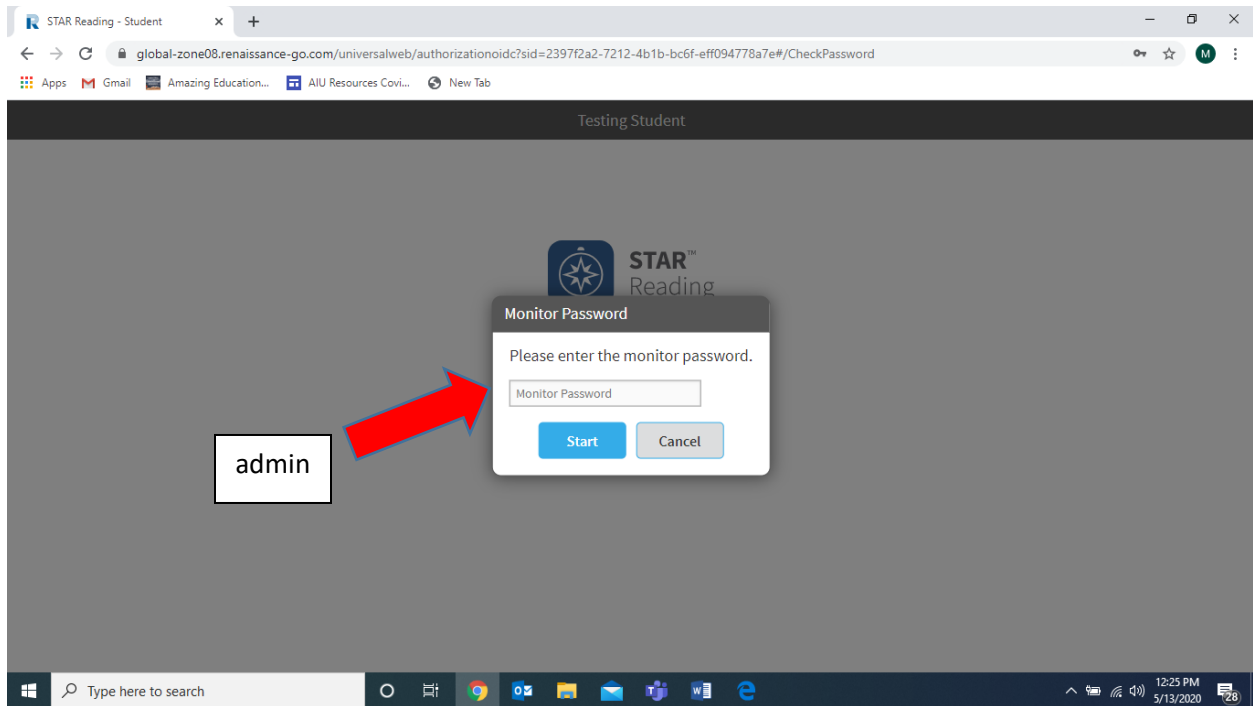 STAR Reading - Student
global-zone08.renaissance-go.com/universalweb/authorizationoidc?sid=2397f2a2-7212-4b1b-bc6f-eff094778a7e#/CheckPassword
M
Apps M Gmail Amazing Education... AIU Resources Covi... New Tab
Testing Student
STAR™
Reading
Monitor Password
Please enter the monitor password.
Monitor Password
Start Cancel
admin
Type here to search
12:25 PM
5/13/2020
28